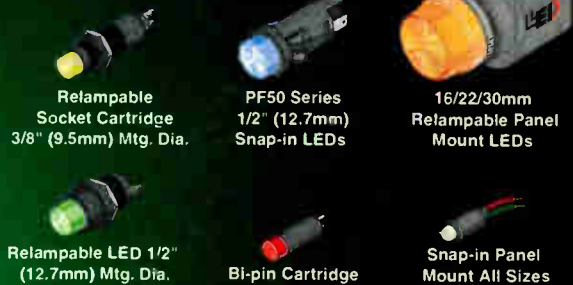 LED
Relampable
Socket Cartridge
3/8" (9.5mm) Mtg. Dia.
PF50 Series
1/2" (12.7mm)
Snap-in LEDs
16/22/30mm
Relampable Panel
Mount LEDs
Relampable LED 1/2"
(12.7mm) Mtg. Dia.
Bi-pin Cartridge
Snap-in Panel
Mount All Sizes